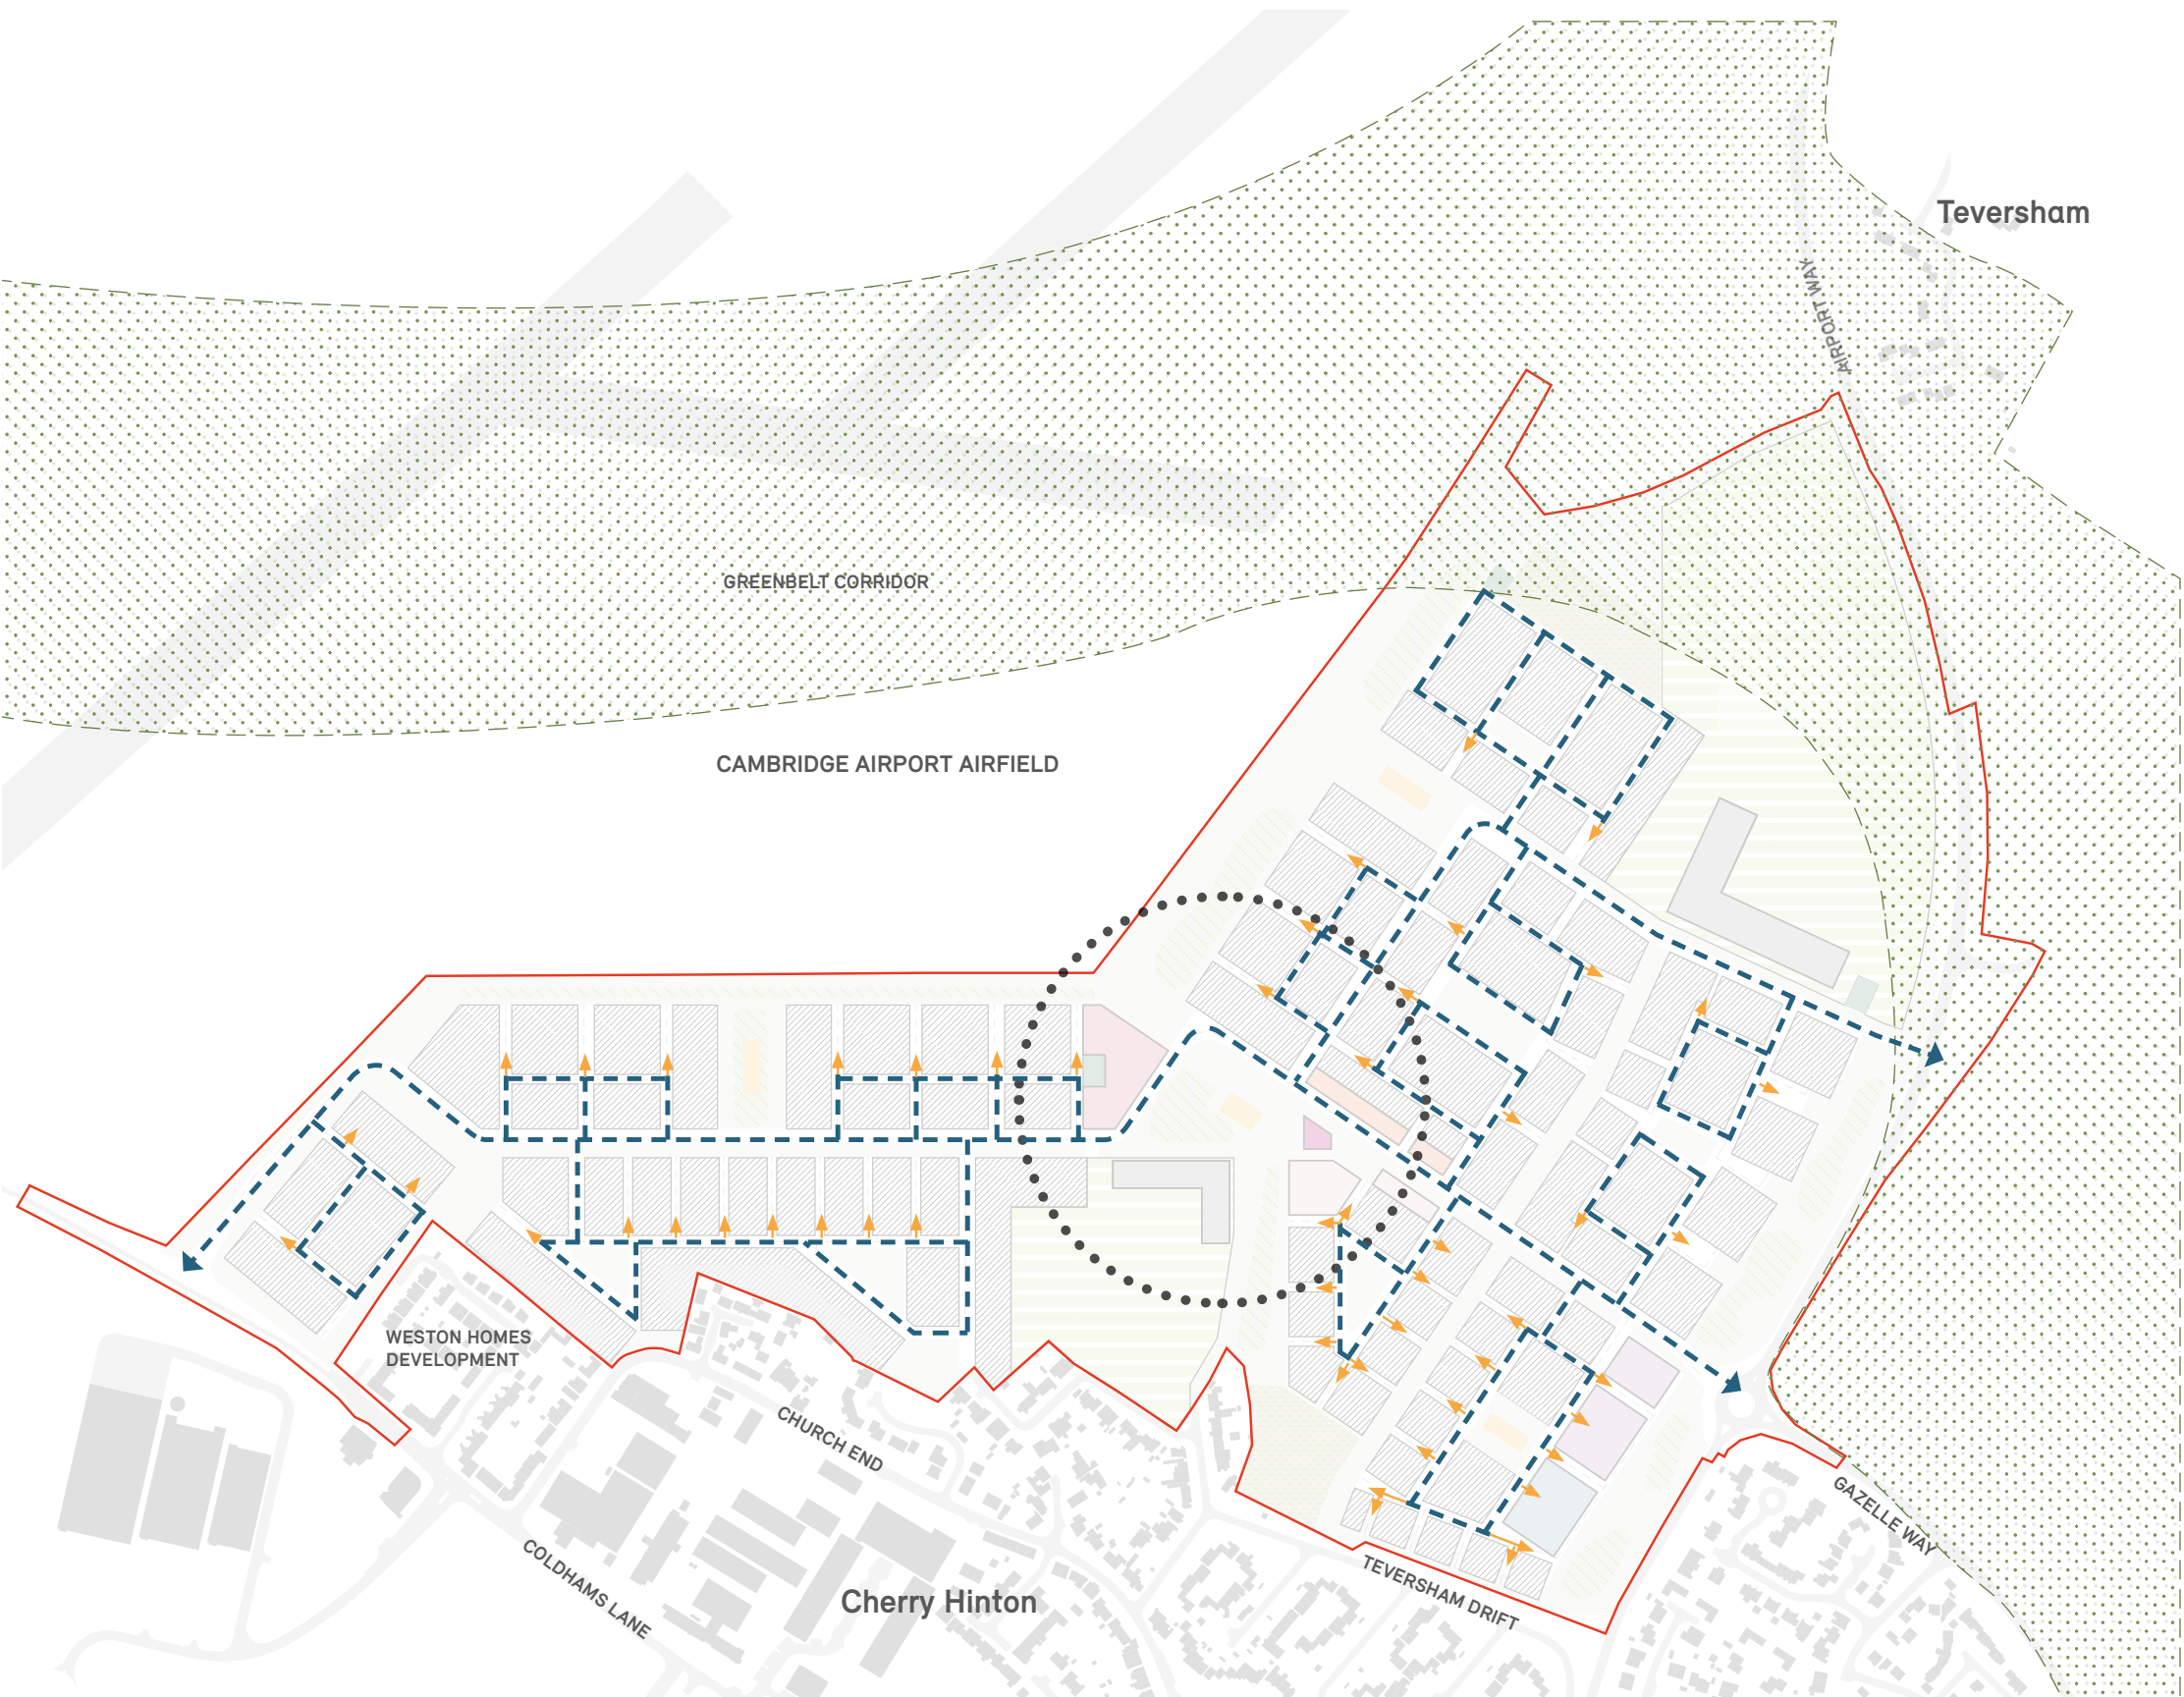 Teversham
AIRPORT WAY
GREENBELT CORRIDOR
CAMBRIDGE AIRPORT AIRFIELD
WESTON HOMES
DEVELOPMENT
CHURCH END
COLDHAMS LANE
Cherry Hinton
TEVERSHAM DRIFT
GAZELLE WAY